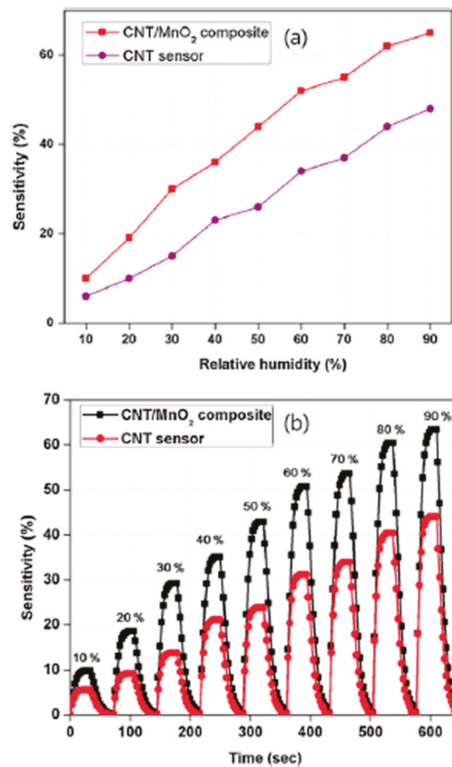 (a)
CNT/MnO₂ composite
CNT sensor
Sensitivity (%)
60
40
20
0
10 20 30 40 50 60 70 80 90
Relative humidity (%)
(b)
CNT/MnO₂ composite
CNT sensor
Sensitivity (%)
70
60
50
40
30
20
10
0
10 %
20 %
30 %
40 %
50 %
60 %
70 %
80 %
90 %
0 100 200 300 400 500 600
Time (sec)